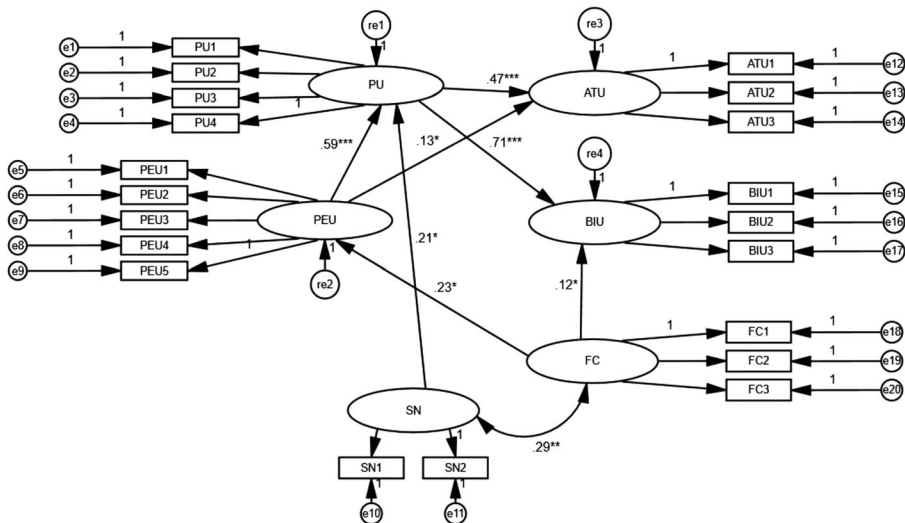 re1
re3
e1
1
PU1
1
1
1
ATU1
1
e12
e2
1
PU2
PU
.47***
ATU
ATU2
1
e13
e3
1
PU3
1
e4
1
PU4
ATU3
1
e14
.59***
.13*
.71***
re4
e5
1
PEU1
1
e6
1
PEU2
1
BIU1
1
e15
e7
1
PEU3
PEU
BIU
BIU2
1
e16
e8
1
PEU4
1
.21*
BIU3
1
e17
e9
1
PEU5
1
re2
.23*
.12*
1
FC1
1
e18
FC
FC2
1
e19
FC3
1
e20
SN
1
.29**
SN1
SN2
1
1
e10
e11